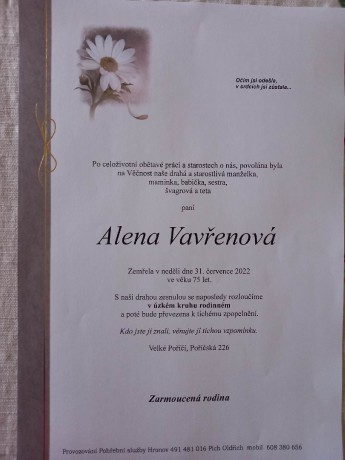 Očím jsi odešla,
v srdcích jsi zůstala...
Po celoživotní obětavé práci a starostech o nás, povolána byla
na Věčnost naše drahá a starostlivá manželka,
maminka, babička, sestra,
švagrová a teta
paní
Alena Vavřenová
Zemřela v neděli dne 31. července 2022
ve věku 75 let.
S naší drahou zesnulou se naposledy rozloučíme
v úzkém kruhu rodinném
a poté bude převezena k tichému zpopelnění.
Kdo jste ji znali, věnujte jí tichou vzpomínku.
Velké Poříčí, Poříčská 226
Zarmoucená rodina
Provozování Pohřební služby Hronov 491 481 016 Pich Oldřich mobil 608 380 656